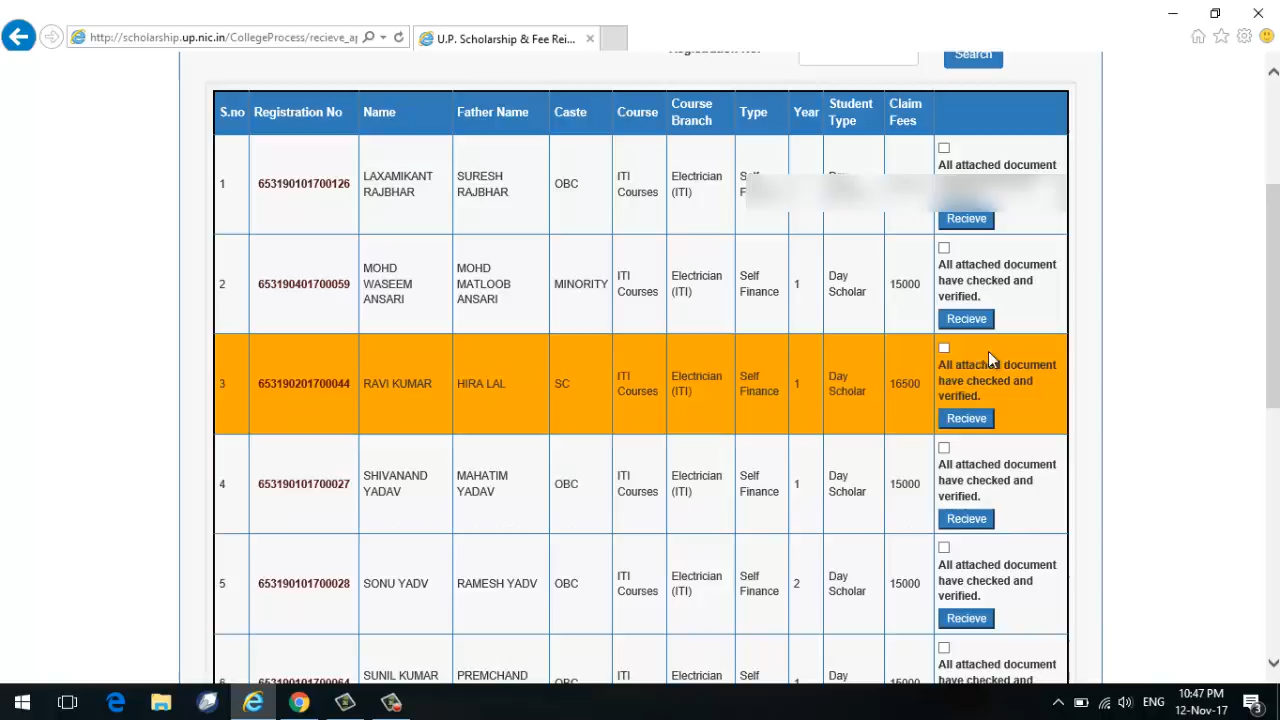 http://scholarship.up.nic.in/CollegeProcess/recieve_a
U.P. Scholarship & Fee Rei...
Search
S.no Registration No Name Father Name Caste Course Course Branch Type Year Student Type Claim Fees
1 653190101700126 LAXAMIKANT RAJBHAR SURESH RAJBHAR OBC ITI Courses Electrician (ITI)
All attached document
Recieve
2 653190401700059 MOHD WASEEM ANSARI MOHD MATLOOB ANSARI MINORITY ITI Courses Electrician (ITI) Self Finance 1 Day Scholar 15000
All attached document
have checked and
verified.
Recieve
3 653190201700044 RAVI KUMAR HIRA LAL SC ITI Courses Electrician (ITI) Self Finance 1 Day Scholar 16500
All attached document
have checked and
verified.
Recieve
4 653190101700027 SHIVANAND YADAV MAHATIM YADAV OBC ITI Courses Electrician (ITI) Self Finance 1 Day Scholar 15000
All attached document
have checked and
verified.
Recieve
5 653190101700028 SONU YADV RAMESH YADV OBC ITI Courses Electrician (ITI) Self Finance 2 Day Scholar 15000
All attached document
have checked and
verified.
Recieve
SUNIL KUMAR PREMCHAND ITI Electrician Self Day
All attached document
10:47 PM
ENG
12-Nov-17
3